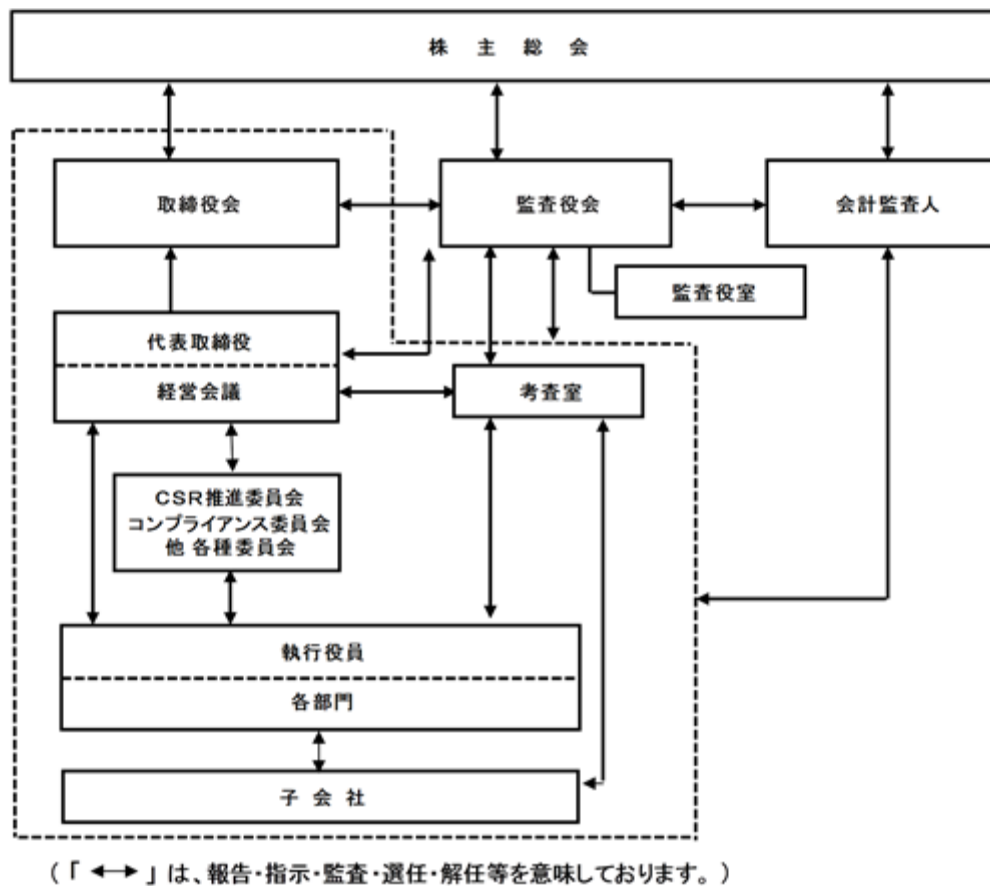 株主総会
取締役会
監査役会
会計監査人
監査役室
代表取締役
経営会議
考査室
CSR推進委員会
コンプライアンス委員会
他 各種委員会
執行役員
各部門
子会社
(「 ←→ 」は、報告・指示・監査・選任・解任等を意味しております。)